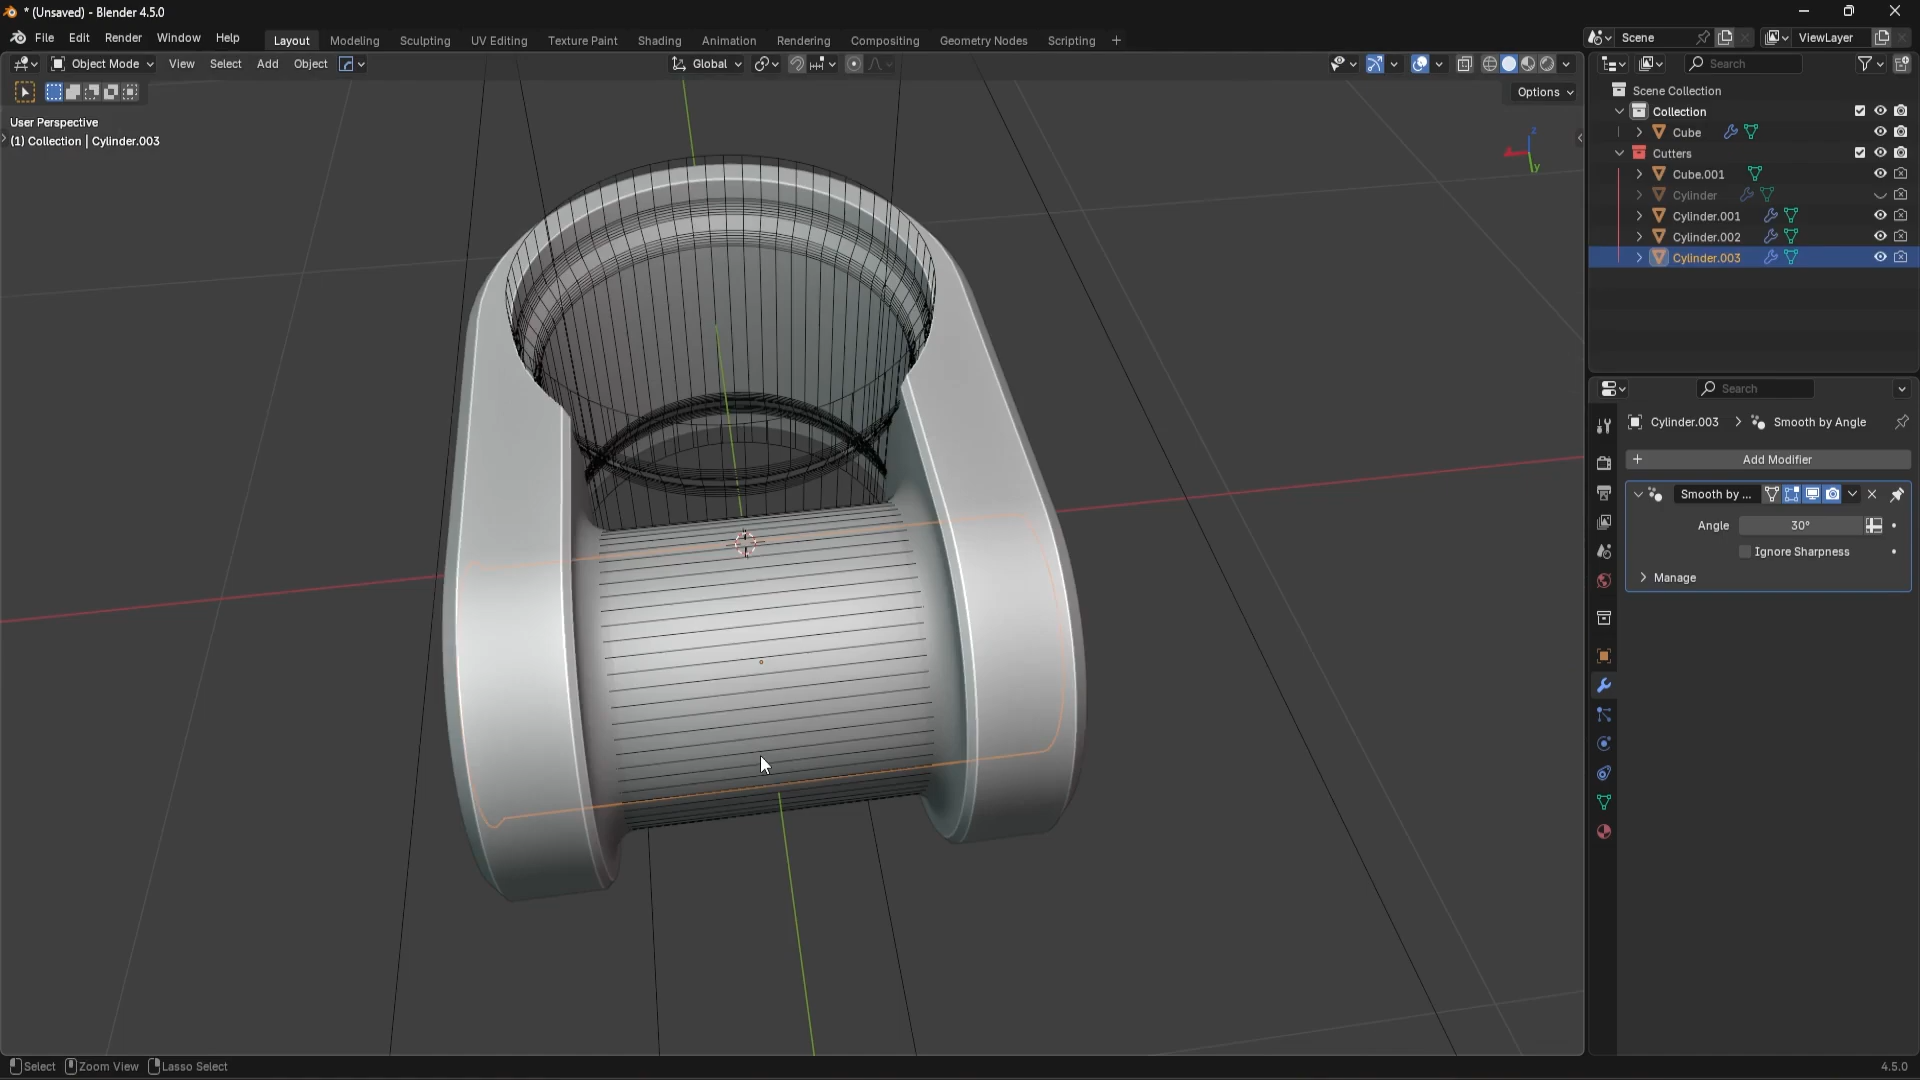 * (Unsaved) - Blender 4.5.0
File Edit Render Window Help
Layout Modeling Sculpting UV Editing Texture Paint Shading Animation Rendering Compositing Geometry Nodes Scripting +
Scene
ViewLayer
Object Mode View Select Add Object
Global
Options
User Perspective
(1) Collection | Cylinder.003
Z
Y
Search
Scene Collection
Collection
Cube
Cutters
Cube.001
Cylinder
Cylinder.001
Cylinder.002
Cylinder.003
Search
Cylinder.003 > Smooth by Angle
+ Add Modifier
Smooth by ...
Angle 30°
Ignore Sharpness
Manage
Select Zoom View Lasso Select
4.5.0